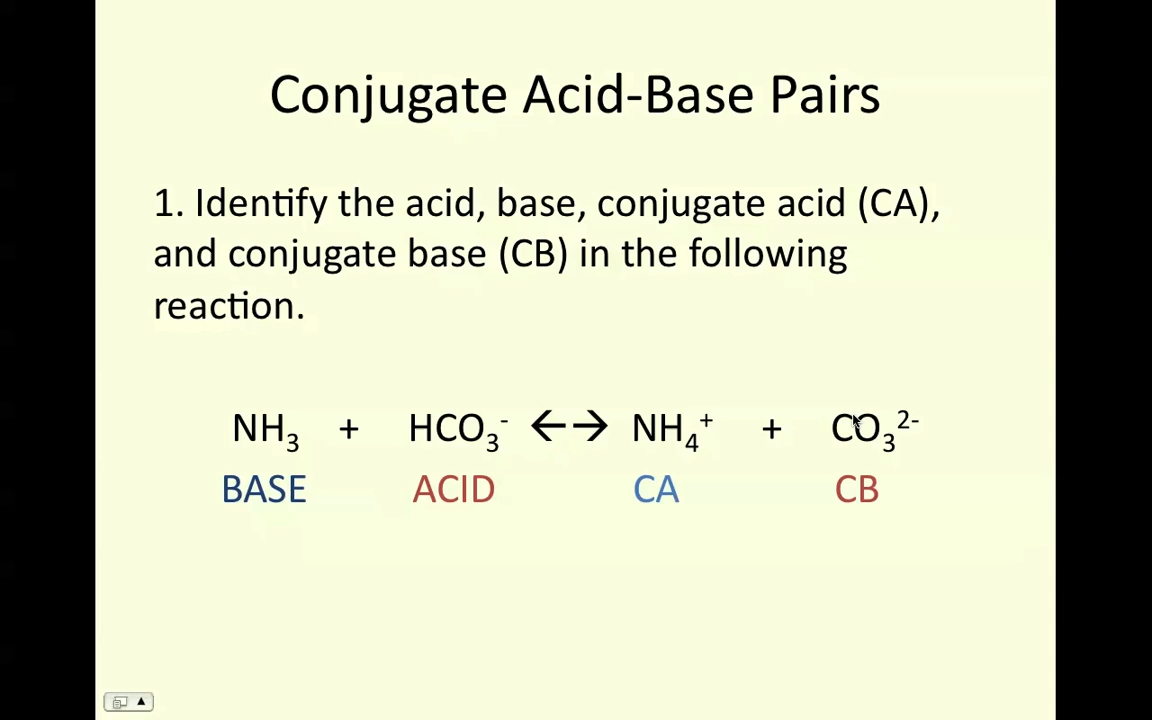 Conjugate Acid-Base Pairs
1. Identify the acid, base, conjugate acid (CA),
and conjugate base (CB) in the following
reaction.
NH₃ + HCO₃⁻ ←→ NH₄⁺ + CO₃²⁻
BASE ACID CA CB